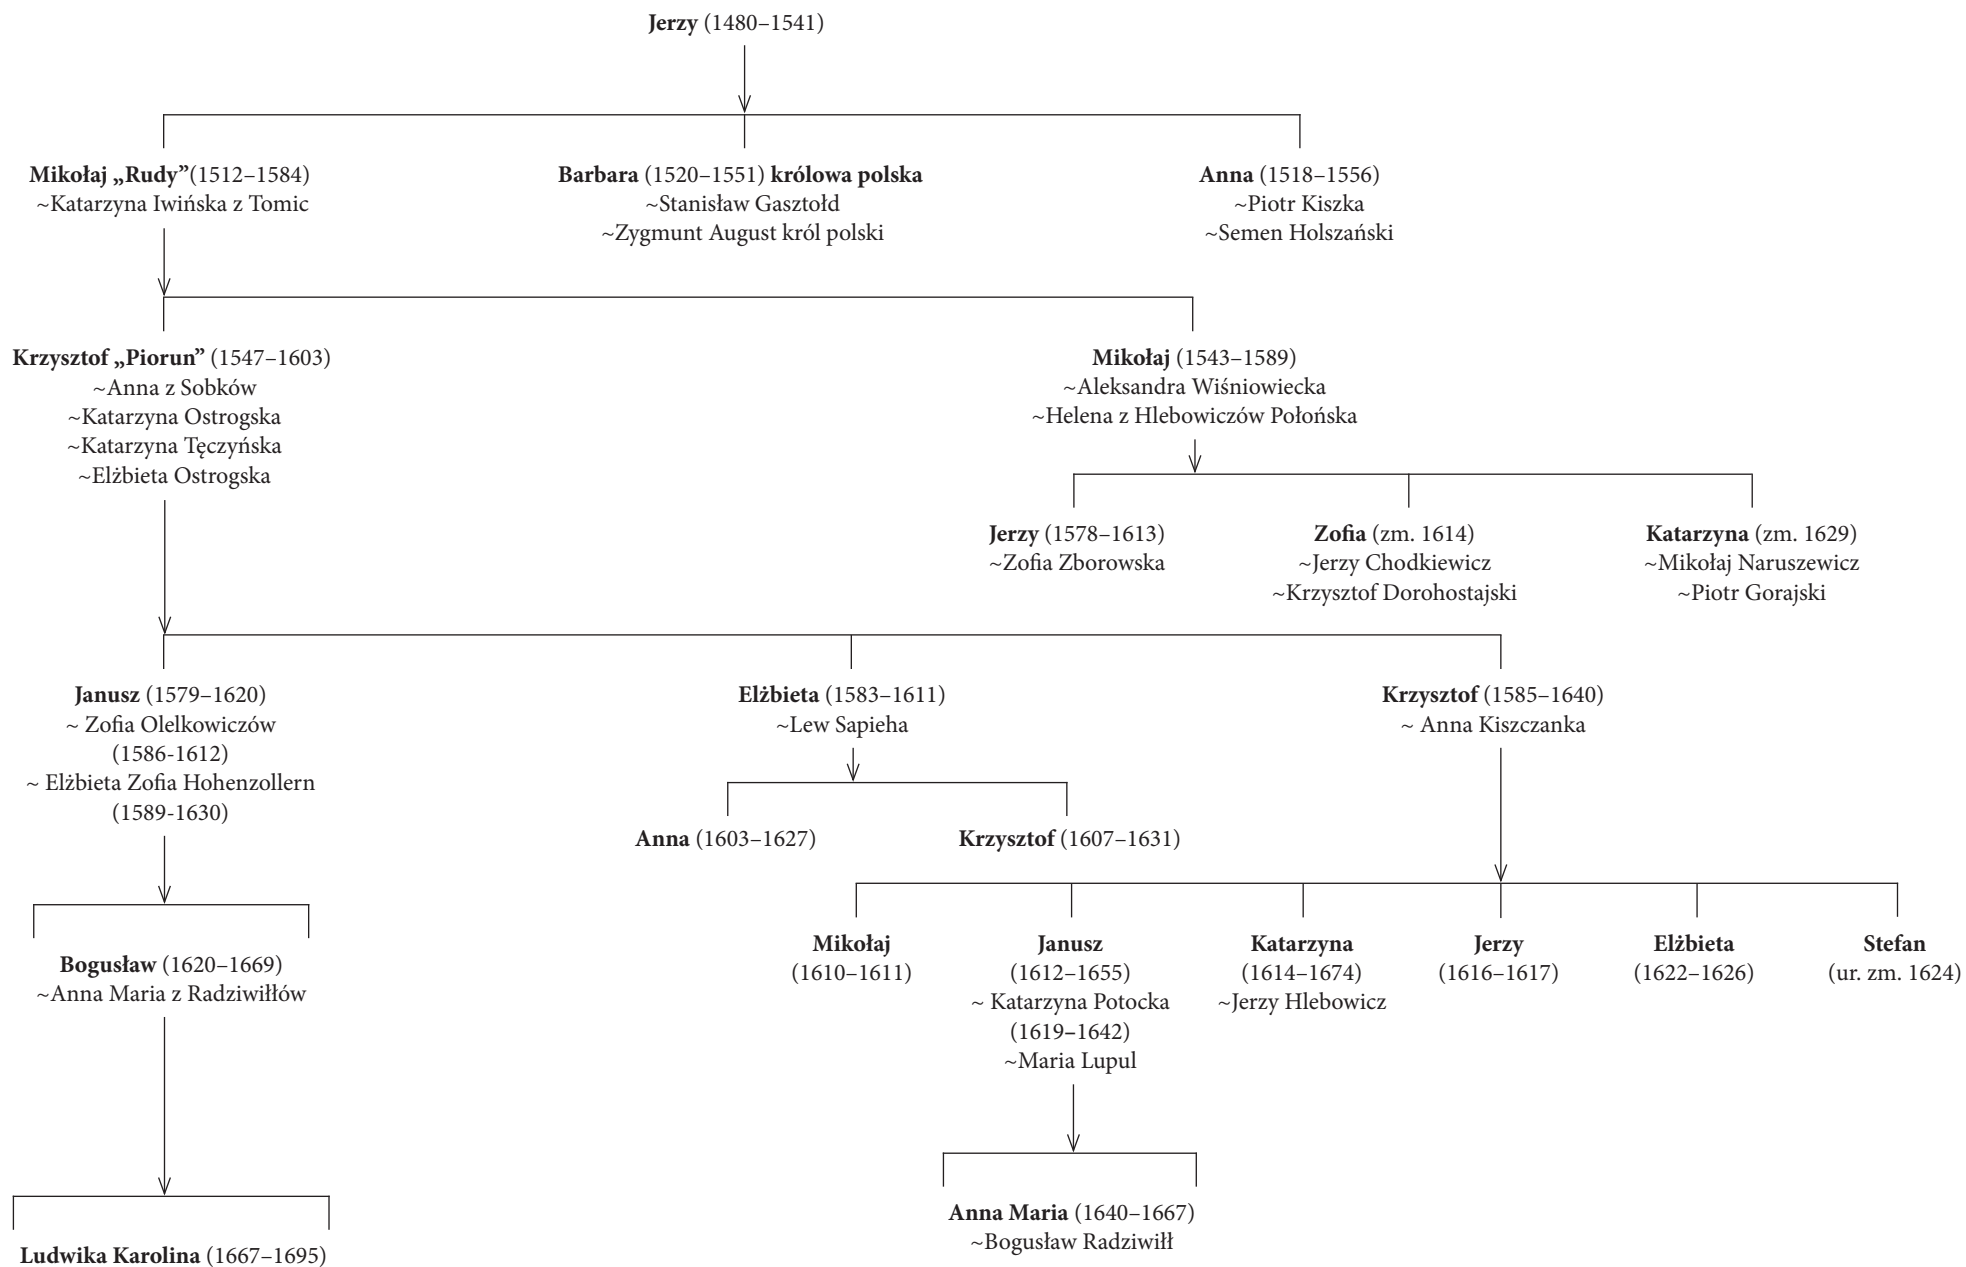 Jerzy (1480–1541)
Mikołaj „Rudy”(1512–1584)
~Katarzyna Iwińska z Tomic
Barbara (1520–1551) królowa polska
~Stanisław Gasztołd
~Zygmunt August król polski
Anna (1518–1556)
~Piotr Kiszka
~Semen Holszański
Krzysztof „Piorun” (1547–1603)
~Anna z Sobków
~Katarzyna Ostrogska
~Katarzyna Tęczyńska
~Elżbieta Ostrogska
Mikołaj (1543–1589)
~Aleksandra Wiśniowiecka
~Helena z Hlebowiczów Połońska
Jerzy (1578–1613)
~Zofia Zborowska
Zofia (zm. 1614)
~Jerzy Chodkiewicz
~Krzysztof Dorohostajski
Katarzyna (zm. 1629)
~Mikołaj Naruszewicz
~Piotr Gorajski
Janusz (1579–1620)
~ Zofia Olelkowiczów
(1586-1612)
~ Elżbieta Zofia Hohenzollern
(1589-1630)
Elżbieta (1583–1611)
~Lew Sapieha
Krzysztof (1585–1640)
~ Anna Kiszczanka
Anna (1603–1627)
Krzysztof (1607–1631)
Bogusław (1620–1669)
~Anna Maria z Radziwiłłów
Mikołaj
(1610–1611)
Janusz
(1612–1655)
~ Katarzyna Potocka
(1619–1642)
~Maria Lupul
Katarzyna
(1614–1674)
~Jerzy Hlebowicz
Jerzy
(1616–1617)
Elżbieta
(1622–1626)
Stefan
(ur. zm. 1624)
Anna Maria (1640–1667)
~Bogusław Radziwiłł
Ludwika Karolina (1667–1695)